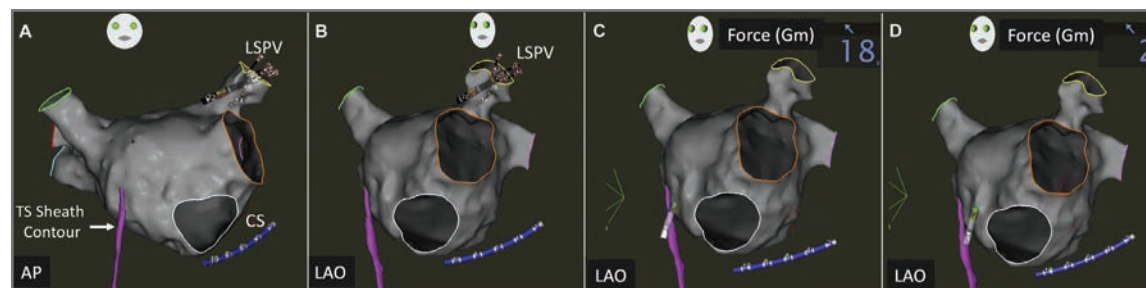 A
LSPV
TS Sheath
Contour
CS
AP
B
LSPV
LAO
C
Force (Gm)
18.
LAO
D
Force (Gm)
LAO